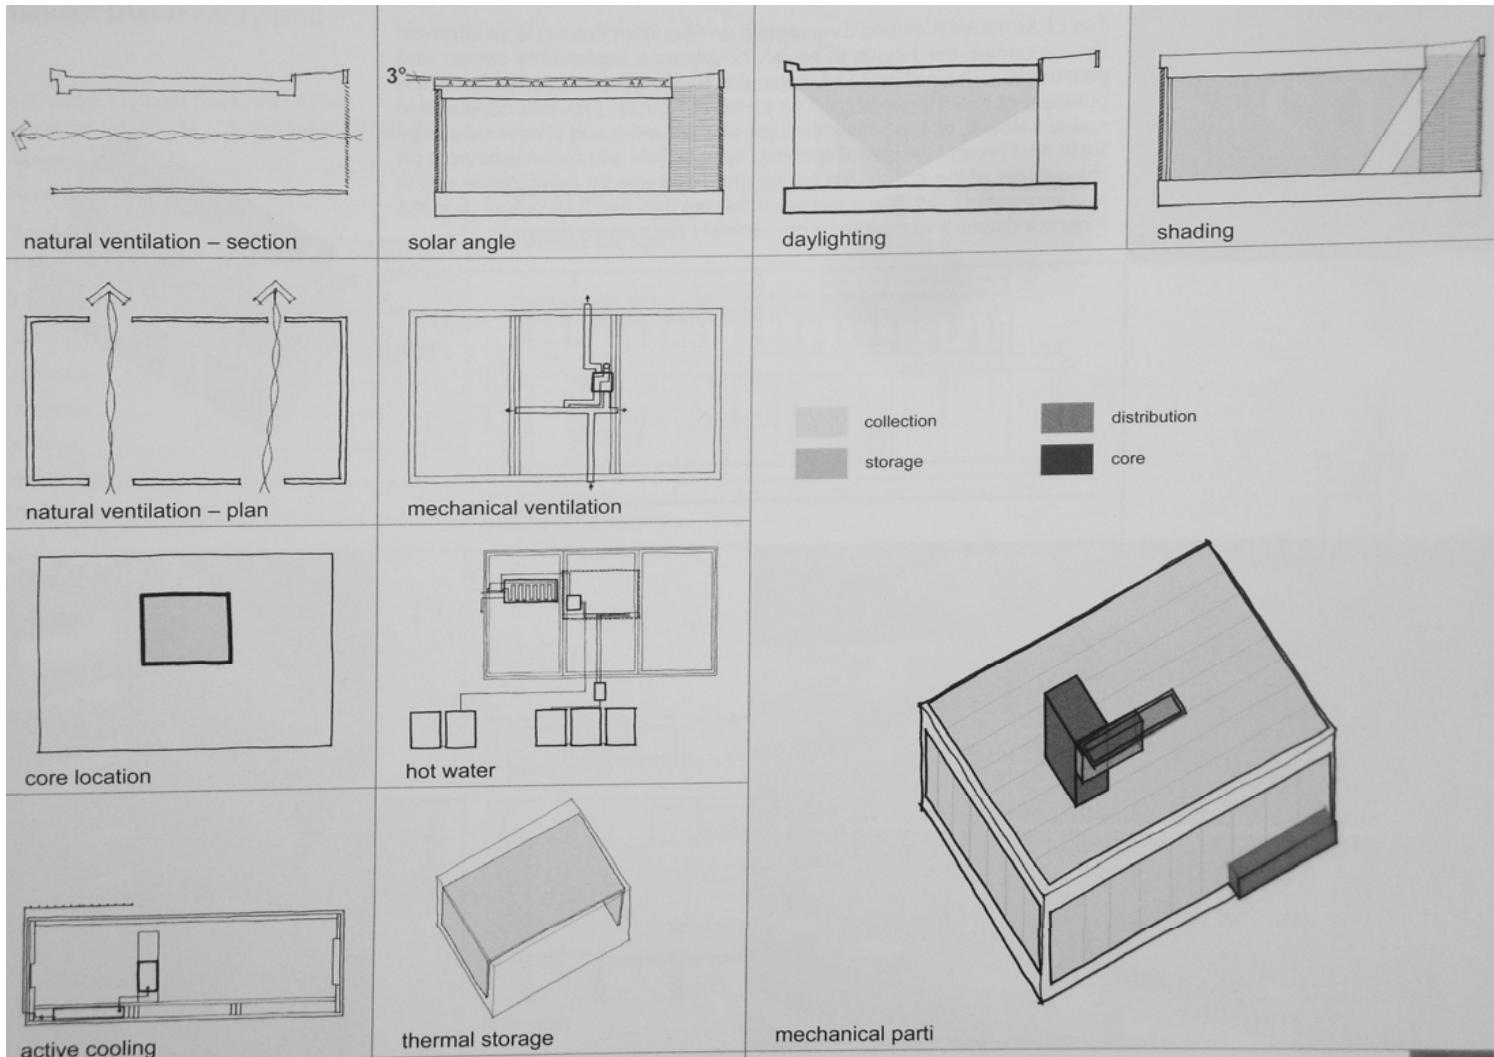 3°
natural ventilation – section
solar angle
daylighting
shading
natural ventilation – plan
mechanical ventilation
collection
distribution
storage
core
core location
hot water
active cooling
thermal storage
mechanical parti